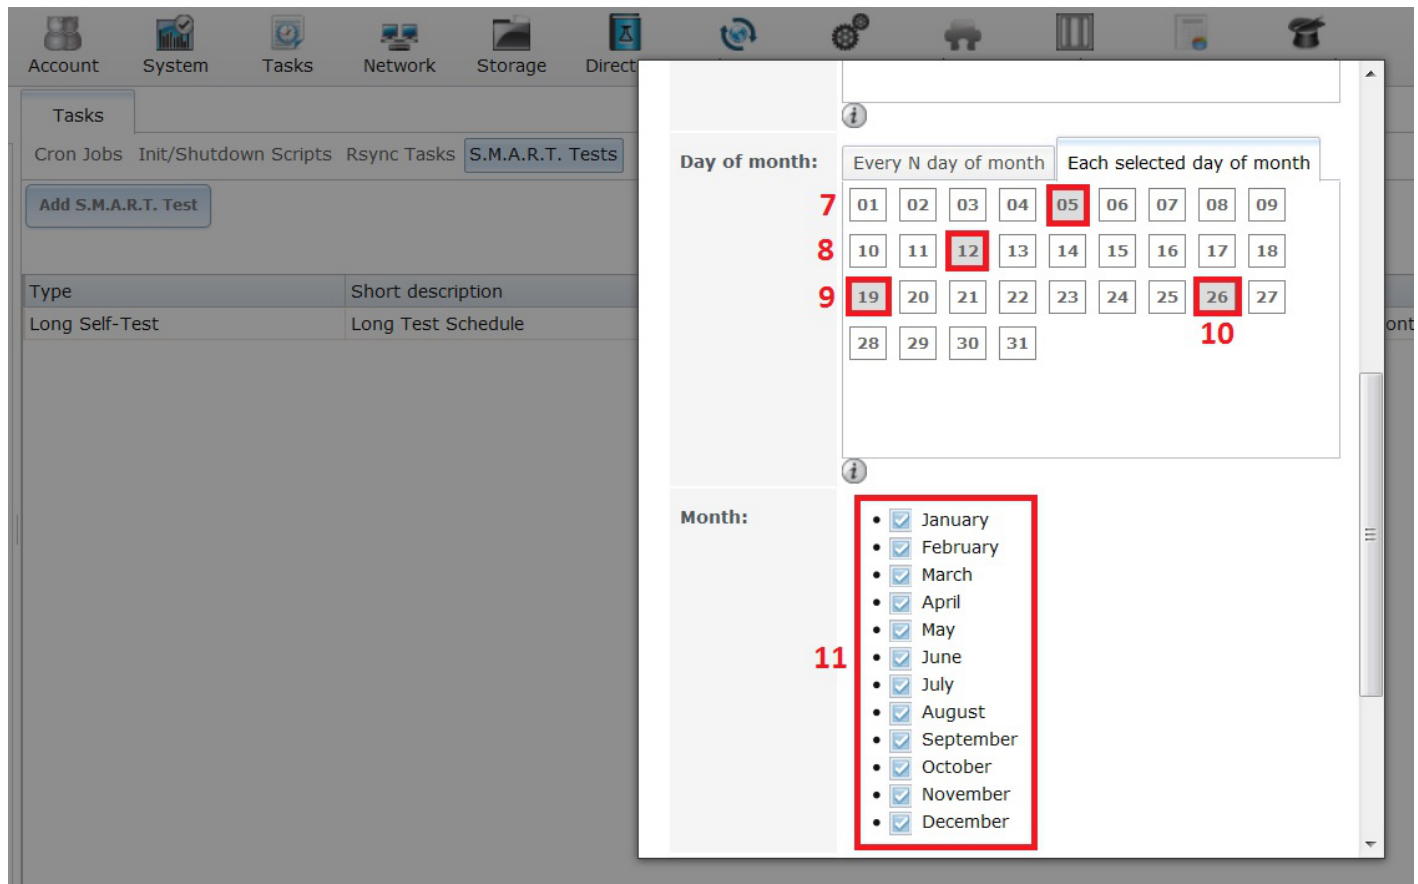 Account System Tasks Network Storage Direct
Tasks
Cron Jobs Init/Shutdown Scripts Rsync Tasks S.M.A.R.T. Tests
Add S.M.A.R.T. Test
Type Short description
Long Self-Test Long Test Schedule
ont
Day of month: Every N day of month Each selected day of month
7 01 02 03 04 05 06 07 08 09
8 10 11 12 13 14 15 16 17 18
9 19 20 21 22 23 24 25 26 27
10
28 29 30 31
Month:
January
February
March
April
May
11 June
July
August
September
October
November
December